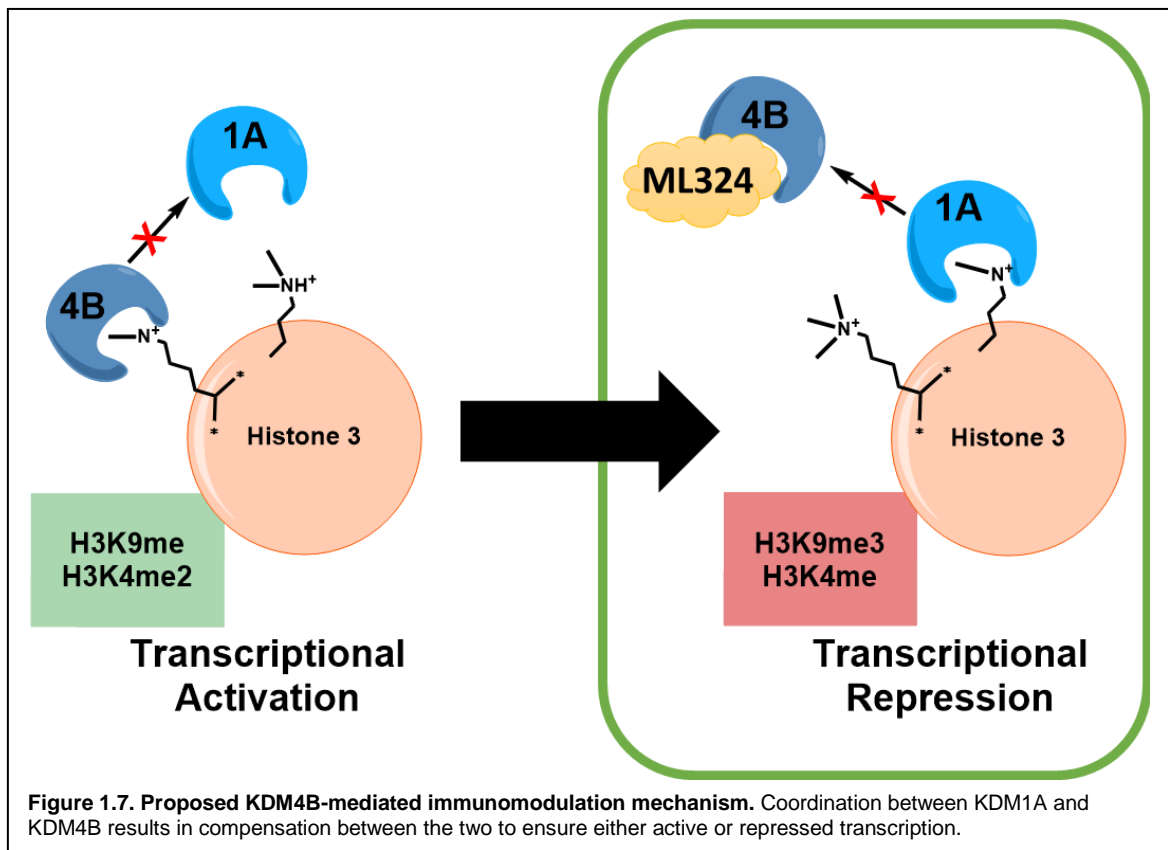 1A
4B
NH+
N+
Histone 3
H3K9me
H3K4me2
Transcriptional
Activation
4B
ML324
1A
N+
N+
Histone 3
H3K9me3
H3K4me
Transcriptional
Repression
Figure 1.7. Proposed KDM4B-mediated immunomodulation mechanism. Coordination between KDM1A and
KDM4B results in compensation between the two to ensure either active or repressed transcription.